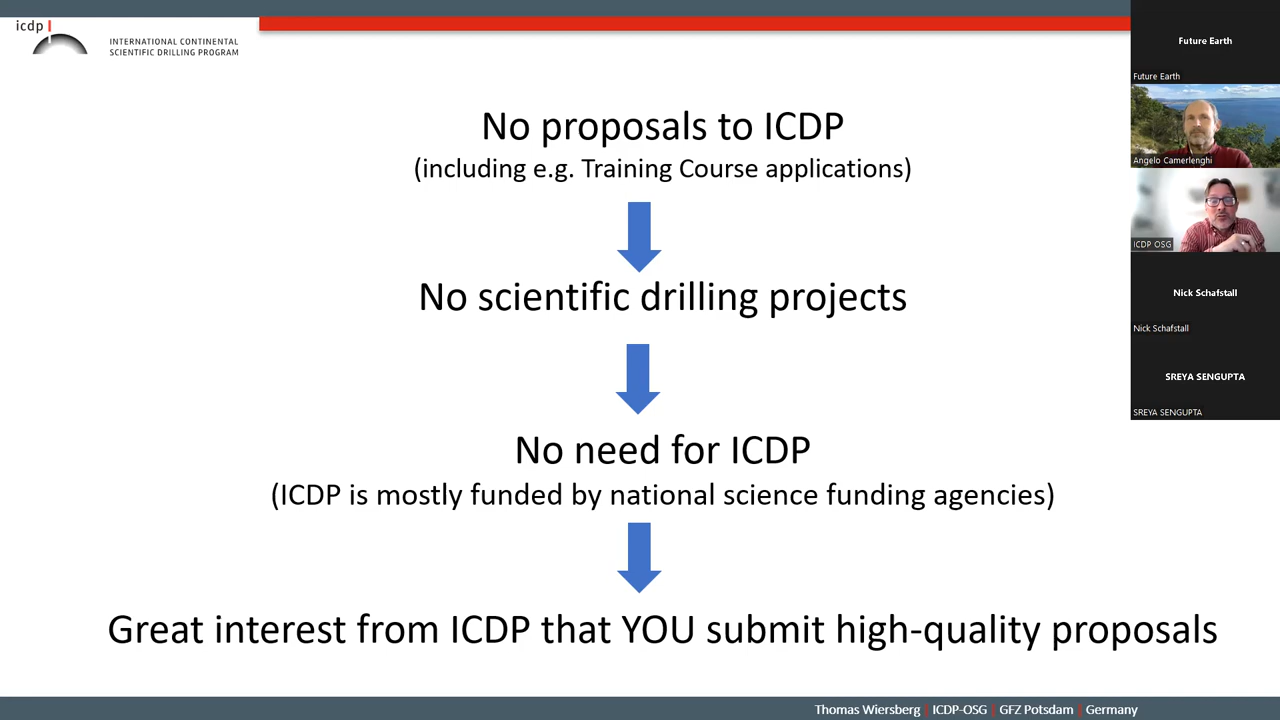 icdp
INTERNATIONAL CONTINENTAL
SCIENTIFIC DRILLING PROGRAM
No proposals to ICDP
(including e.g. Training Course applications)
No scientific drilling projects
No need for ICDP
(ICDP is mostly funded by national science funding agencies)
Great interest from ICDP that YOU submit high-quality proposals
Thomas Wiersberg | ICDP-OSG | GFZ Potsdam | Germany
Future Earth
Future Earth
Angelo Camerlenghi
ICDP OSG
Nick Schafstall
Nick Schafstall
SREYA SENGUPTA
SREYA SENGUPTA